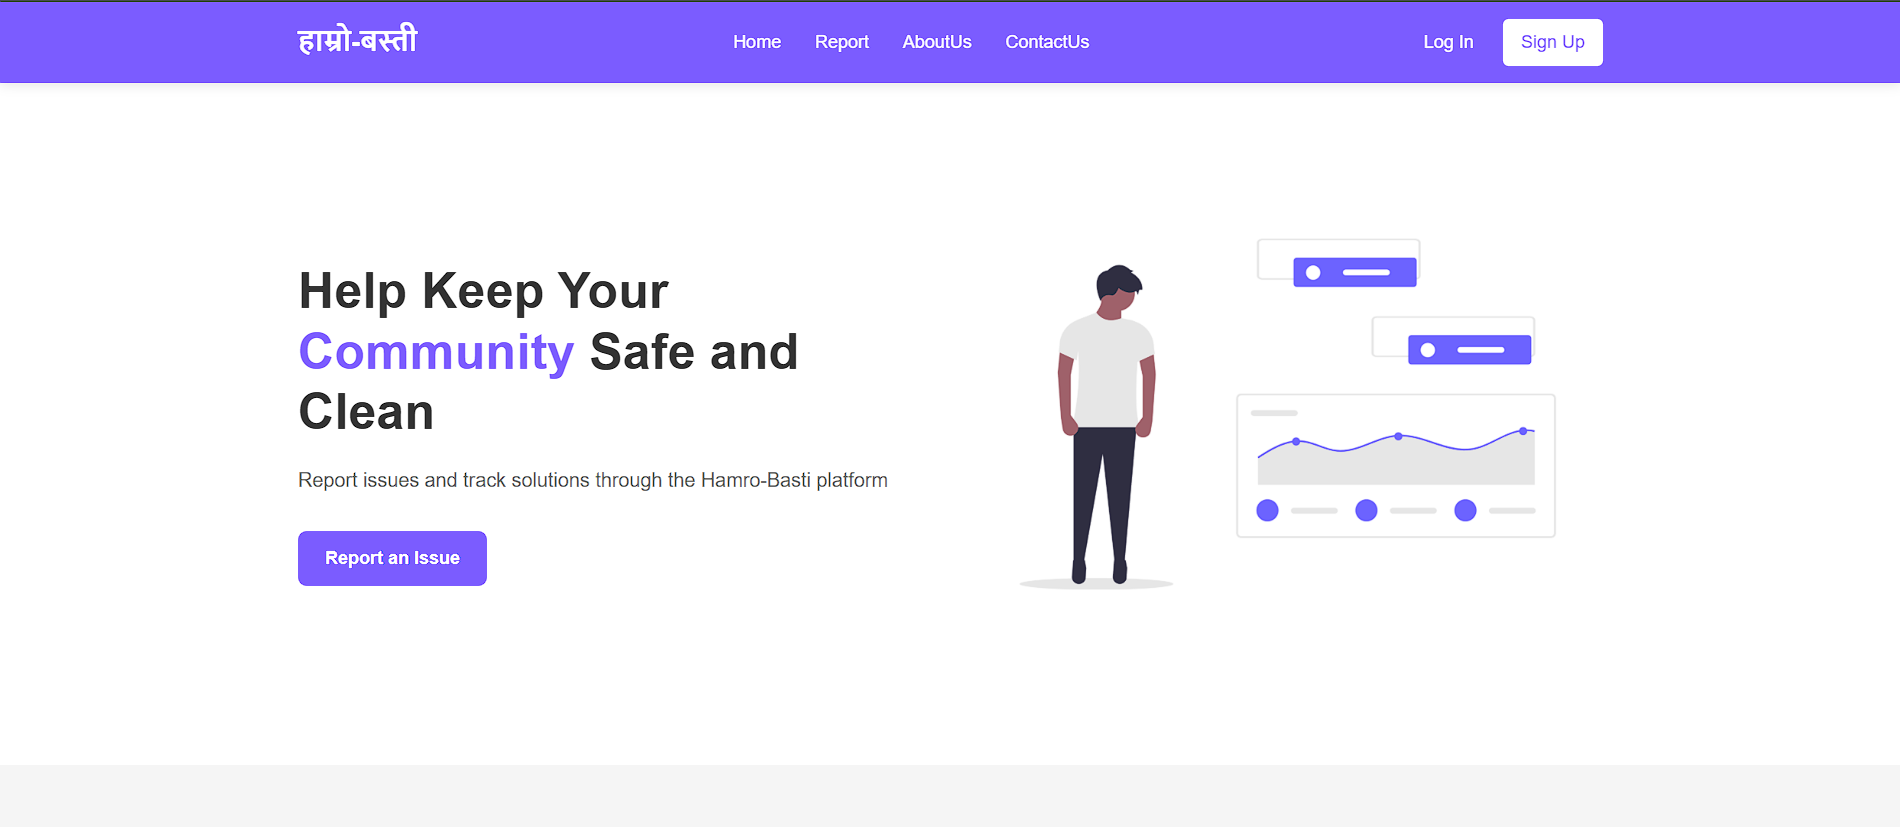 हाम्रो-बस्ती
Home Report AboutUs ContactUs
Log In Sign Up
Help Keep Your
Community Safe and
Clean
Report issues and track solutions through the Hamro-Basti platform
Report an Issue